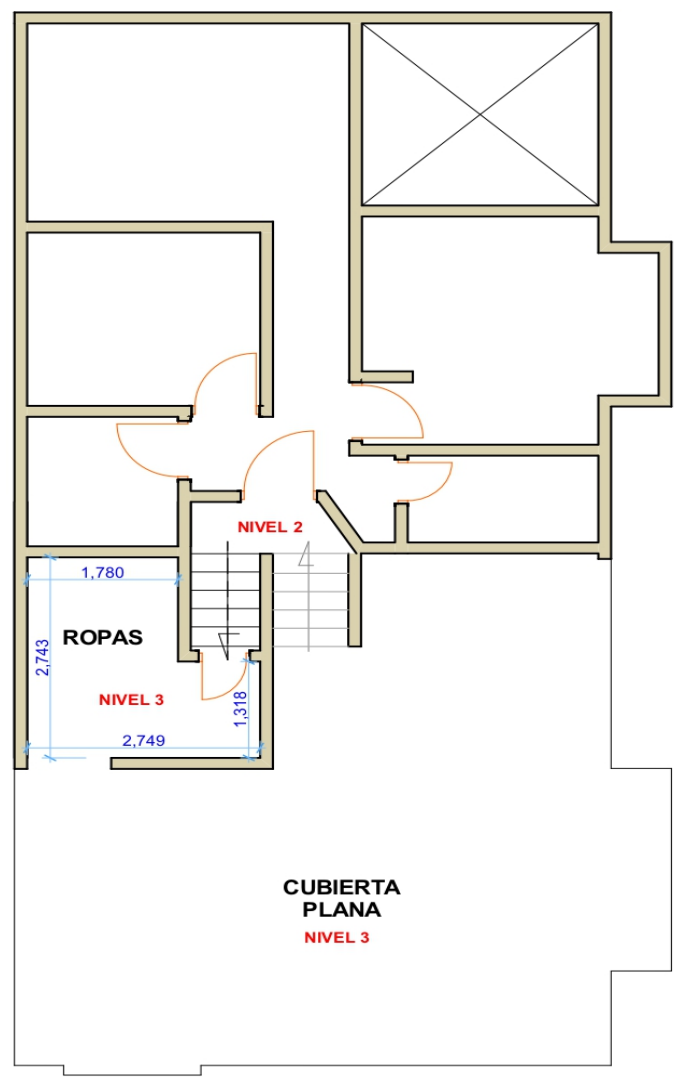 NIVEL 2
1,780
ROPAS
2,743
NIVEL 3
1,318
2,749
CUBIERTA
PLANA
NIVEL 3